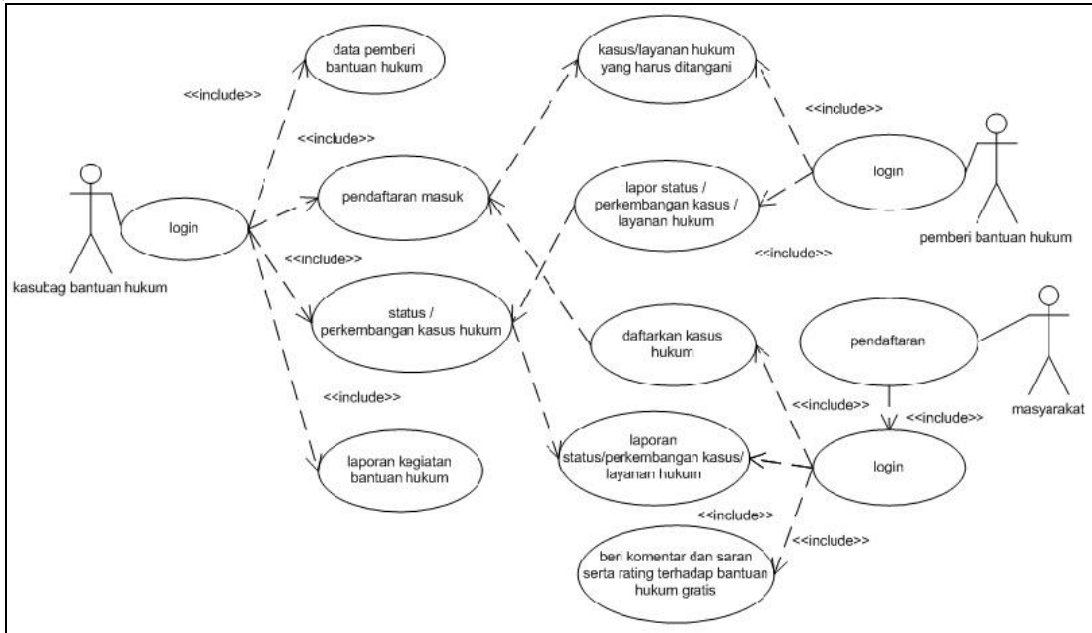 data pemberi
bantuan hukum
<<include>>
<<include>>
pendaftaran masuk
login
kasubag bantuan hukum
<<include>>
status /
perkembangan kasus hukum
<<include>>
laporan kegiatan
bantuan hukum
kasus/layanan hukum
yang harus ditangani
<<include>>
login
pemberi bantuan hukum
lapor status /
perkembangan kasus /
layanan hukum
<<include>>
daftarkan kasus
hukum
pendaftaran
masyarakat
<<include>>
<<include>>
laporan
status/perkembangan kasus/
layanan hukum
login
<<include>>
<<include>>
beri komentar dan saran
serta rating terhadap bantuan
hukum gratis